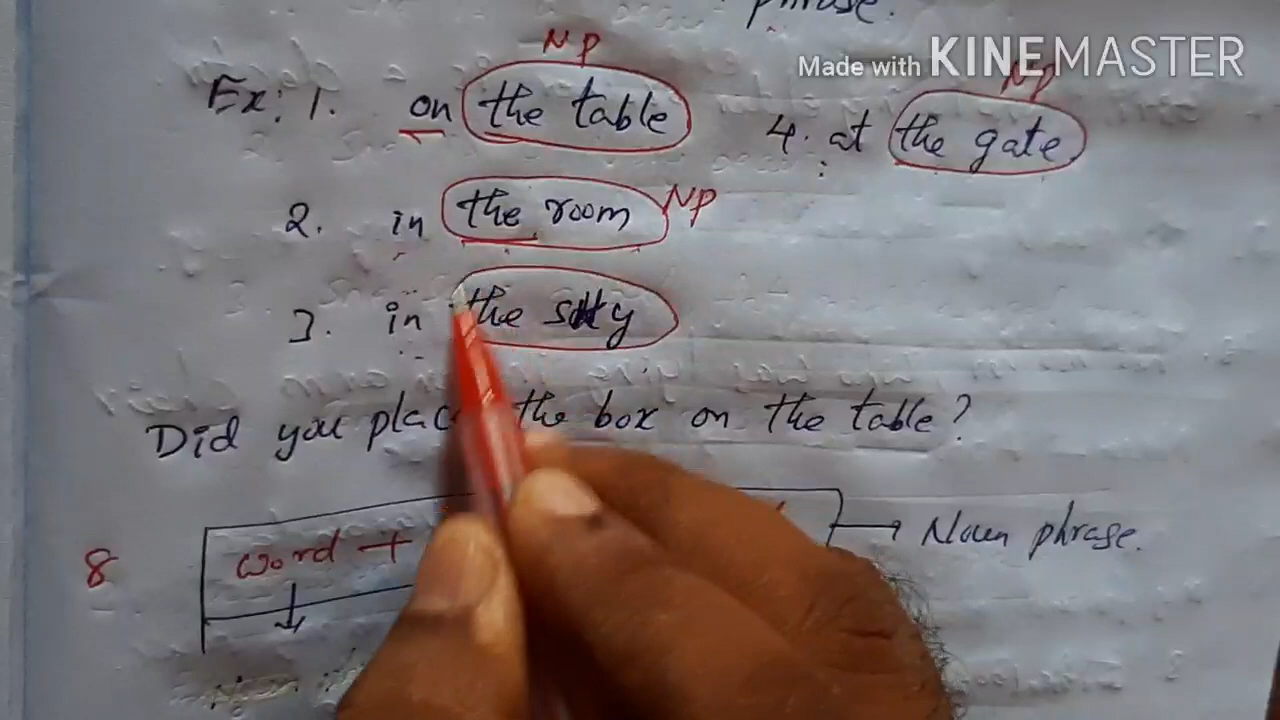 phrase.
Made with KINEMASTER
NP
Ex: 1. on the table
NP
4. at the gate
2. in the room NP
3. in the sky
Did you place the box on the table?
8 word + → Noun phrase.